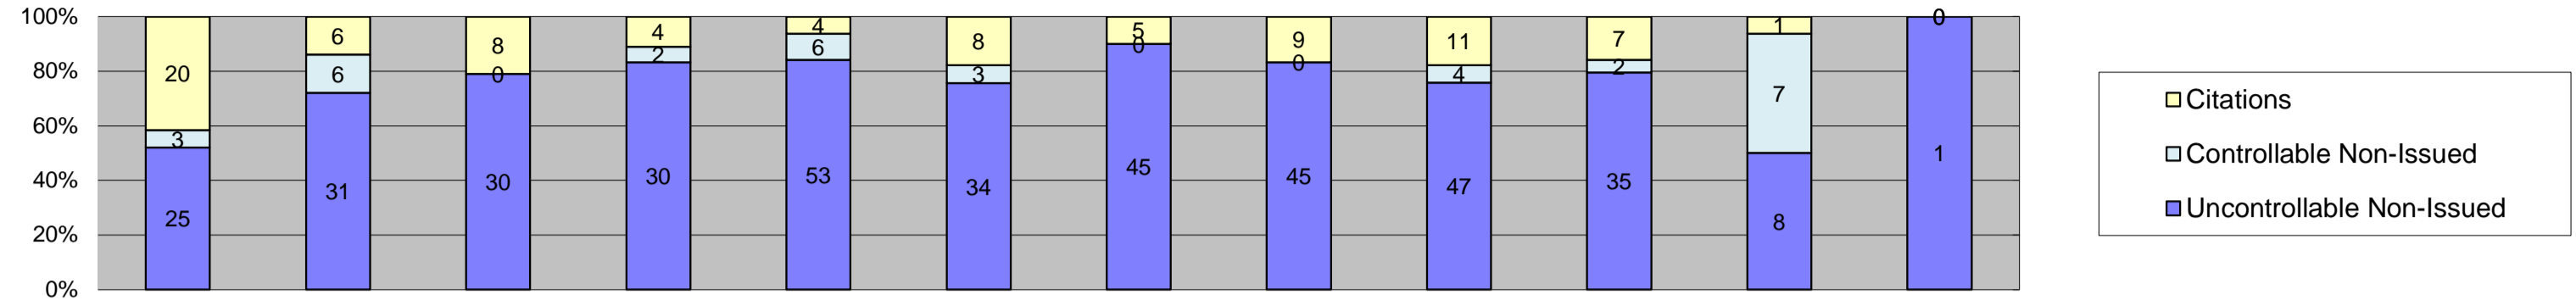 100%
80%
60%
40%
20%
0%
20 6 8 4 4 8 5 9 11 7 1 0
3 6 0 2 6 3 0 0 4 2 7 0
25 31 30 30 53 34 45 45 47 35 8 1
Citations
Controllable Non-Issued
Uncontrollable Non-Issued